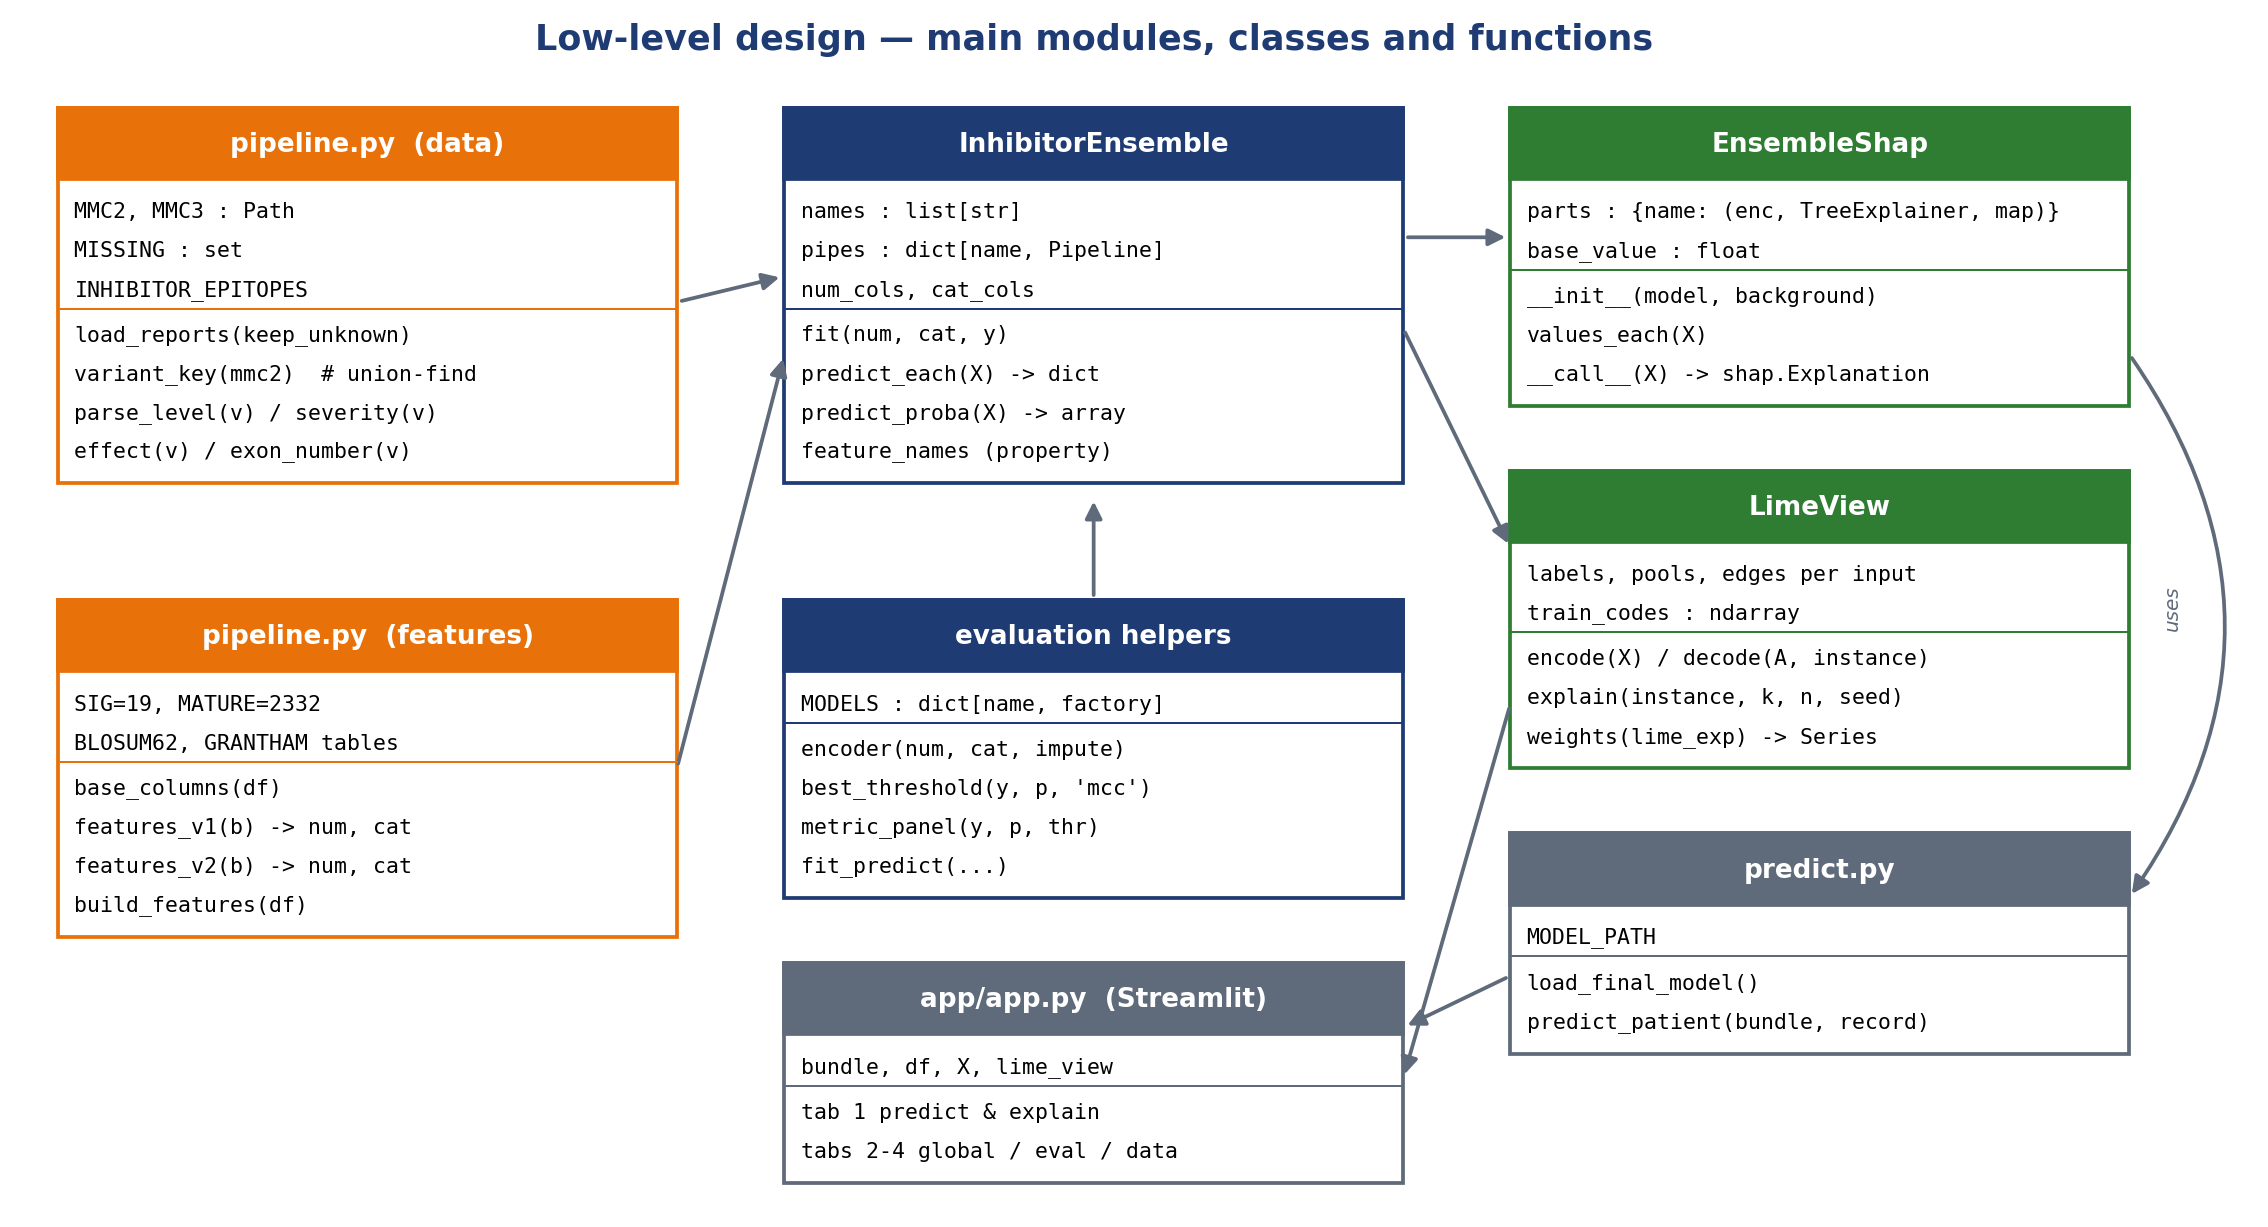 Low-level design — main modules, classes and functions
pipeline.py  (data)
MMC2, MMC3 : Path
MISSING : set
INHIBITOR_EPITOPES
load_reports(keep_unknown)
variant_key(mmc2)  # union-find
parse_level(v) / severity(v)
effect(v) / exon_number(v)
pipeline.py  (features)
SIG=19, MATURE=2332
BLOSUM62, GRANTHAM tables
base_columns(df)
features_v1(b) -> num, cat
features_v2(b) -> num, cat
build_features(df)
InhibitorEnsemble
names : list[str]
pipes : dict[name, Pipeline]
num_cols, cat_cols
fit(num, cat, y)
predict_each(X) -> dict
predict_proba(X) -> array
feature_names (property)
evaluation helpers
MODELS : dict[name, factory]
encoder(num, cat, impute)
best_threshold(y, p, 'mcc')
metric_panel(y, p, thr)
fit_predict(...)
app/app.py  (Streamlit)
bundle, df, X, lime_view
tab 1 predict & explain
tabs 2-4 global / eval / data
EnsembleShap
parts : {name: (enc, TreeExplainer, map)}
base_value : float
__init__(model, background)
values_each(X)
__call__(X) -> shap.Explanation
LimeView
labels, pools, edges per input
train_codes : ndarray
encode(X) / decode(A, instance)
explain(instance, k, n, seed)
weights(lime_exp) -> Series
uses
predict.py
MODEL_PATH
load_final_model()
predict_patient(bundle, record)